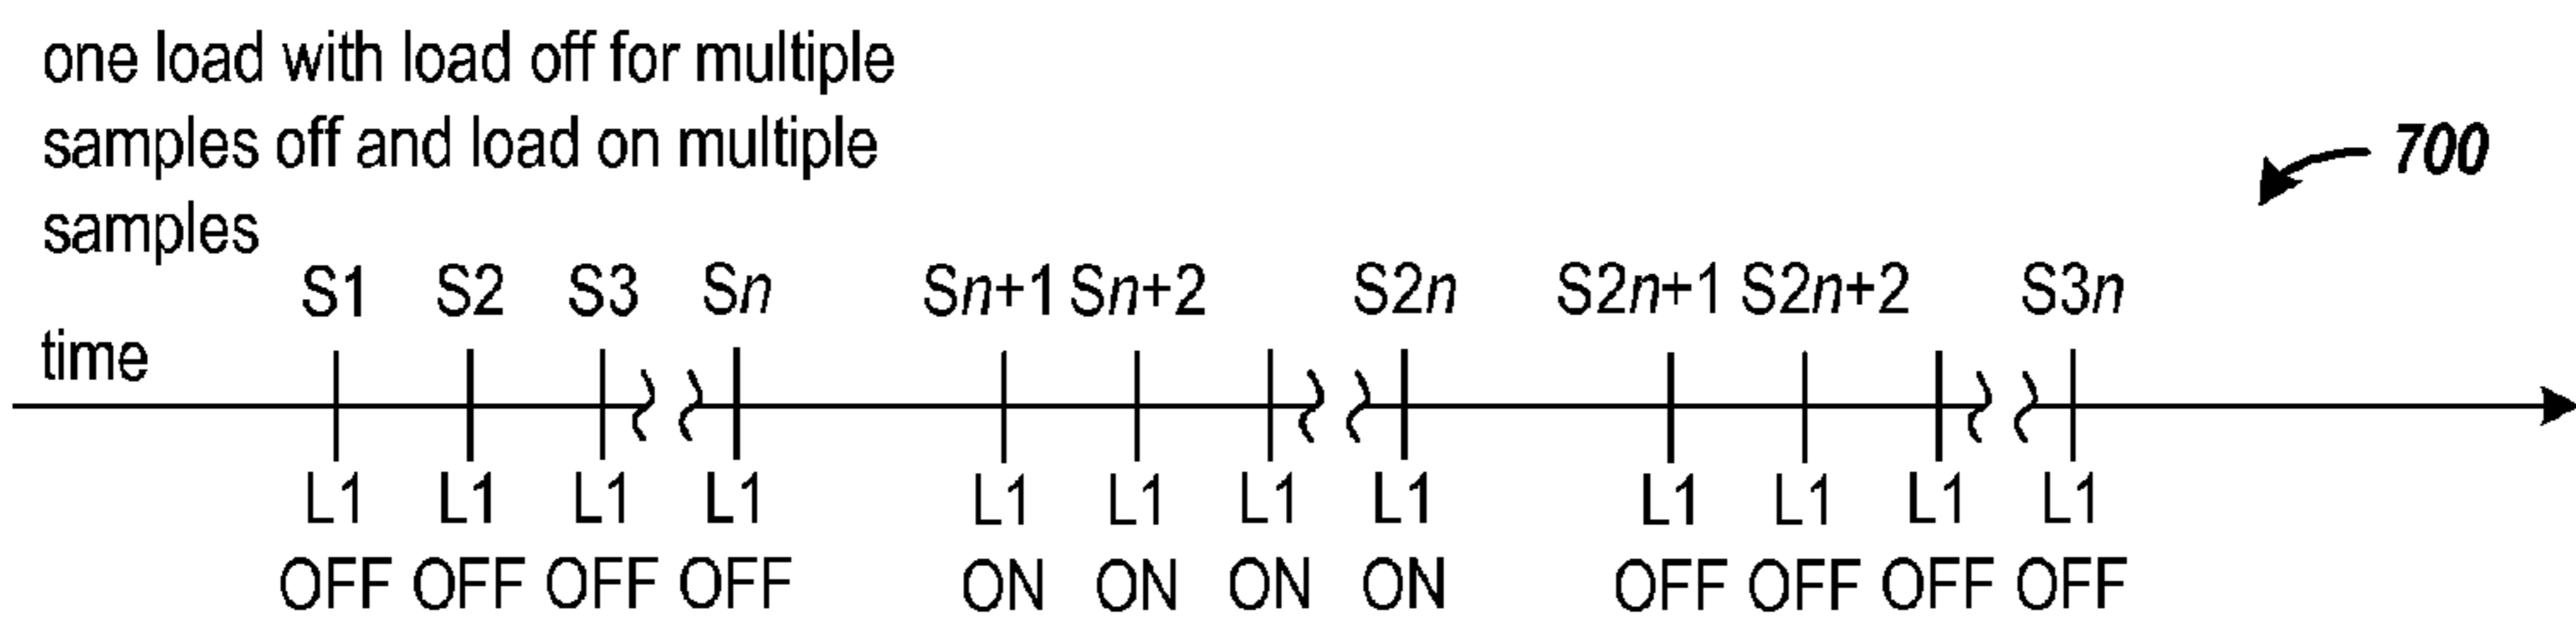 one load with load off for multiple
samples off and load on multiple
samples
700
S1 S2 S3 Sn Sn+1 Sn+2 S2n S2n+1 S2n+2 S3n
time
L1 L1 L1 L1 L1 L1 L1 L1 L1 L1 L1 L1
OFF OFF OFF OFF ON ON ON ON OFF OFF OFF OFF